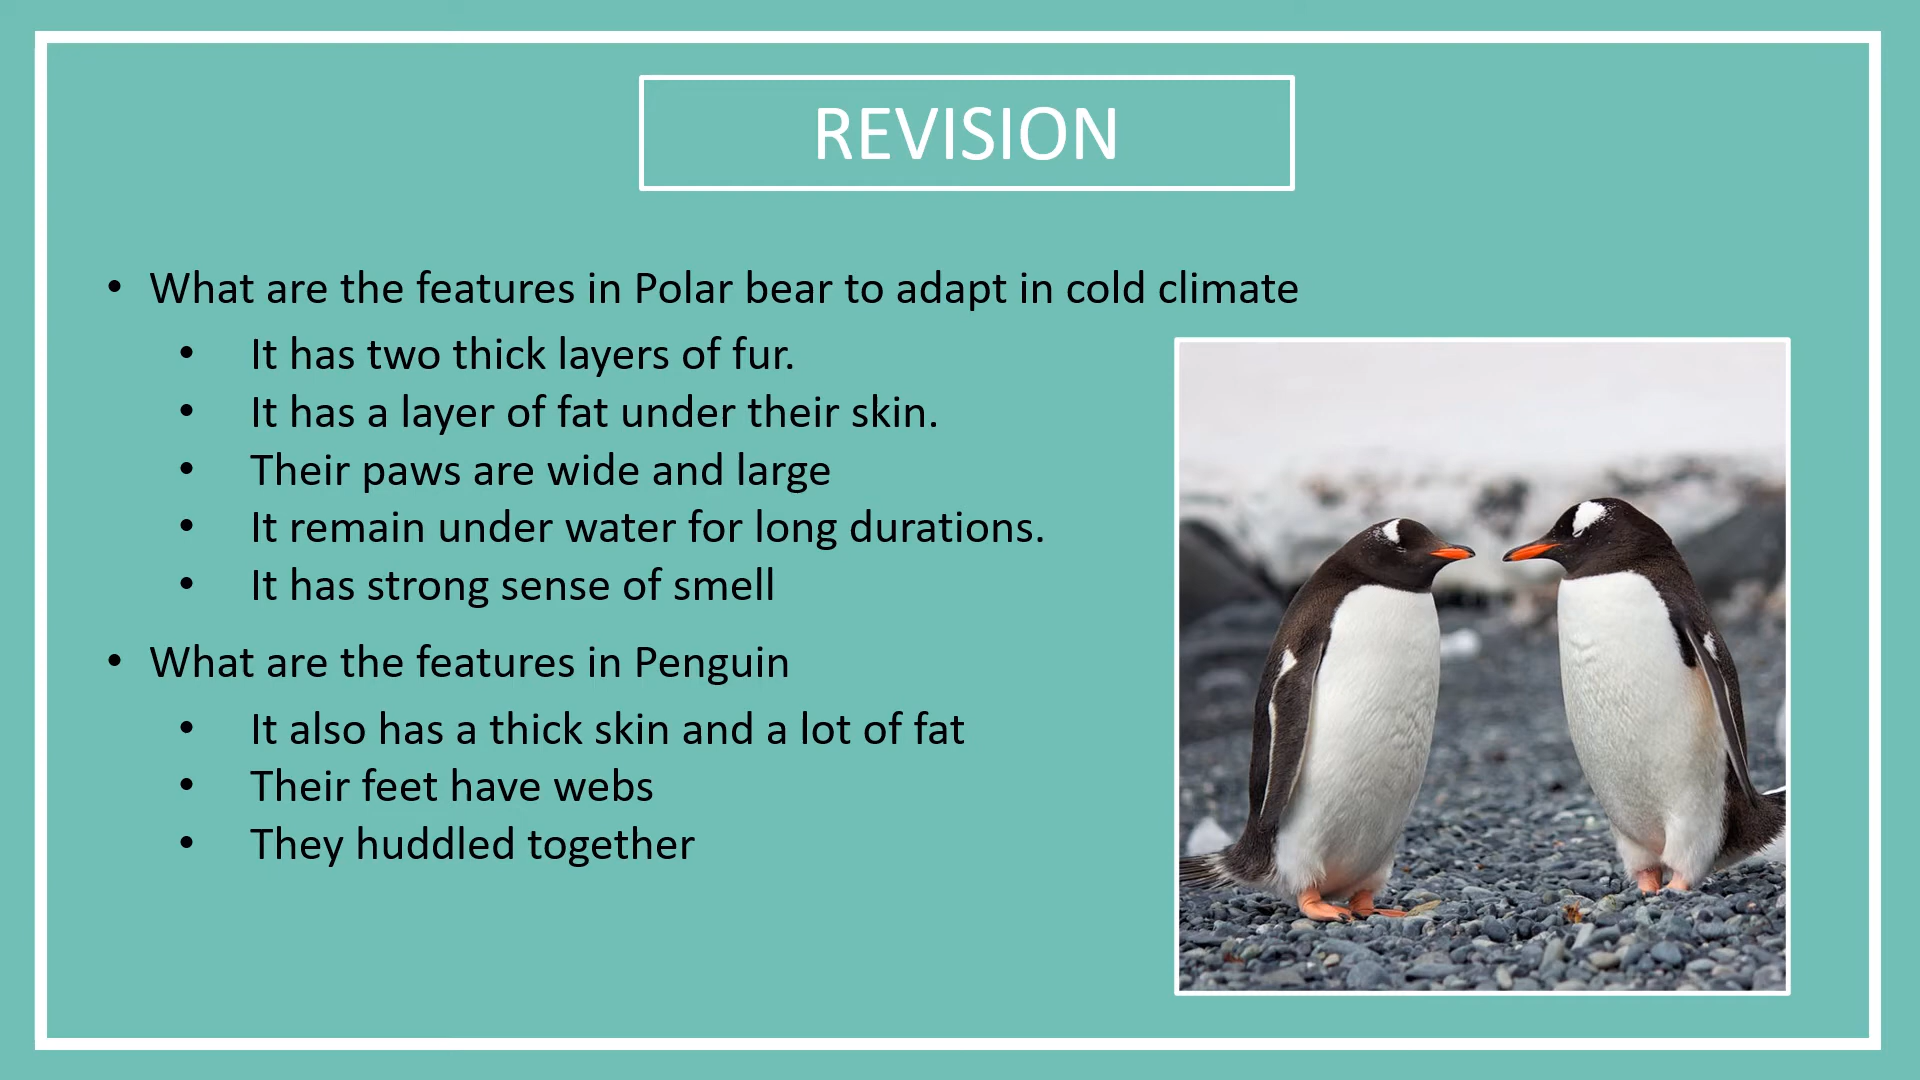 REVISION
• What are the features in Polar bear to adapt in cold climate
• It has two thick layers of fur.
• It has a layer of fat under their skin.
• Their paws are wide and large
• It remain under water for long durations.
• It has strong sense of smell
• What are the features in Penguin
• It also has a thick skin and a lot of fat
• Their feet have webs
• They huddled together